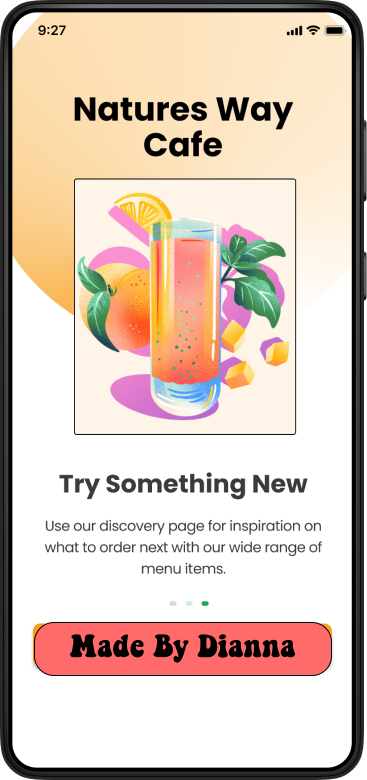 9:27
Natures Way
Cafe
Try Something New
Use our discovery page for inspiration on
what to order next with our wide range of
menu items.
Made By Dianna